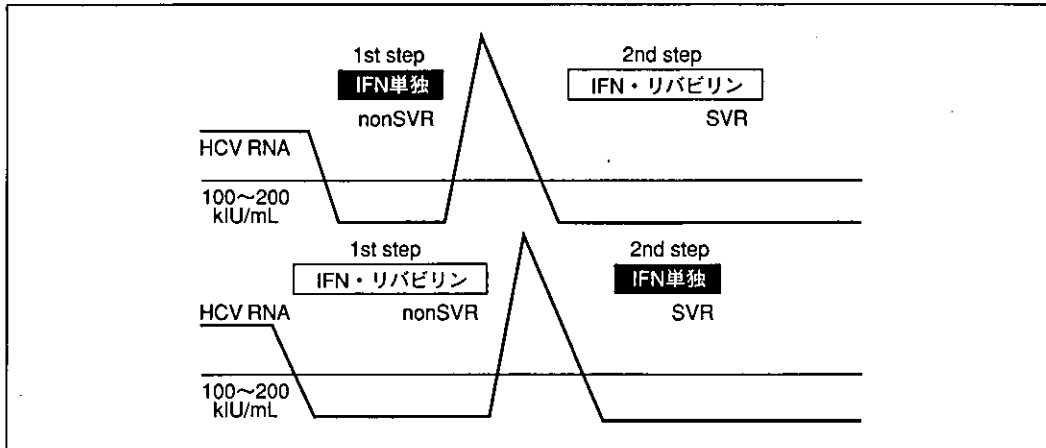 1st step
2nd step
IFN単独
IFN・リバビリン
nonSVR
SVR
HCV RNA
100〜200
kIU/mL
1st step
2nd step
IFN・リバビリン
IFN単独
nonSVR
SVR
HCV RNA
100〜200
kIU/mL